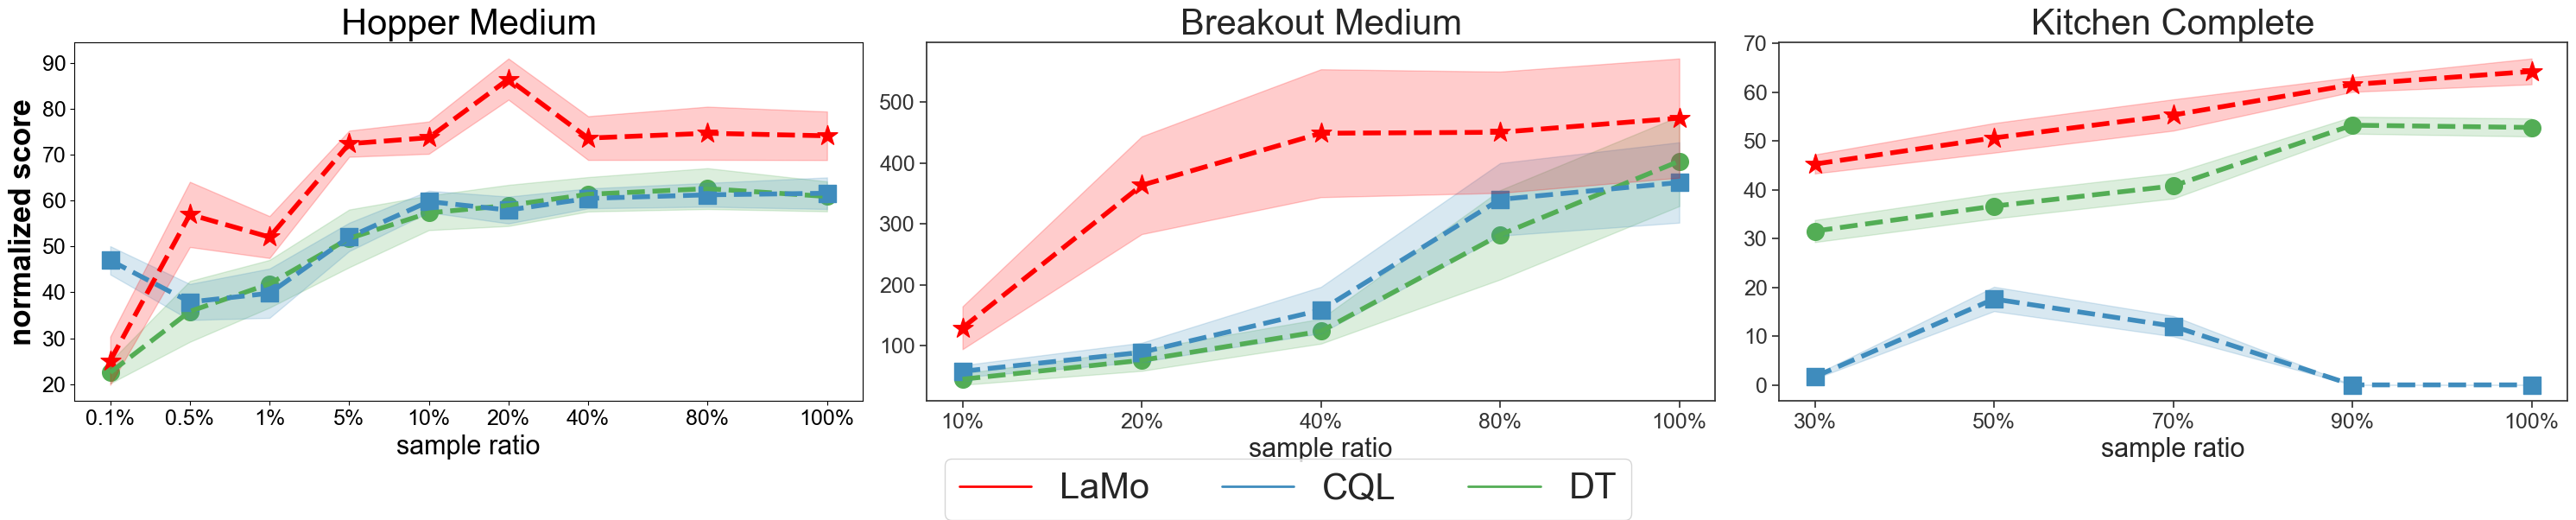 Hopper Medium
normalized score
90
80
70
60
50
40
30
20
0.1% 0.5% 1% 5% 10% 20% 40% 80% 100%
sample ratio
Breakout Medium
500
400
300
200
100
10% 20% 40% 80% 100%
sample ratio
Kitchen Complete
70
60
50
40
30
20
10
0
30% 50% 70% 90% 100%
sample ratio
LaMo CQL DT